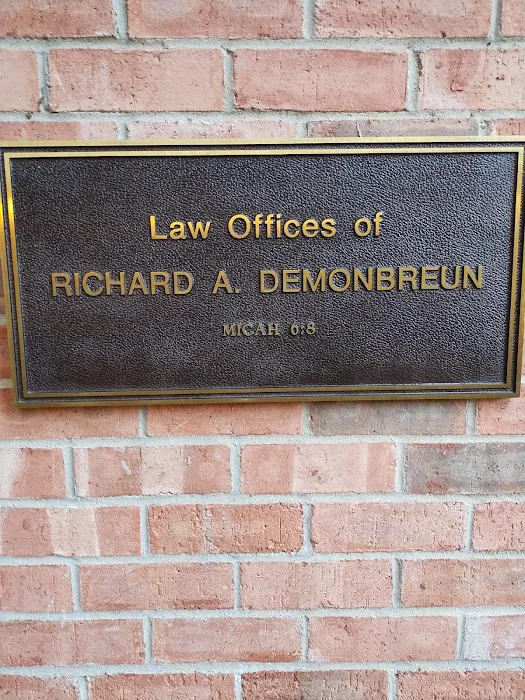 Law Offices of
RICHARD A. DEMONBREUN
MICAH 6:8